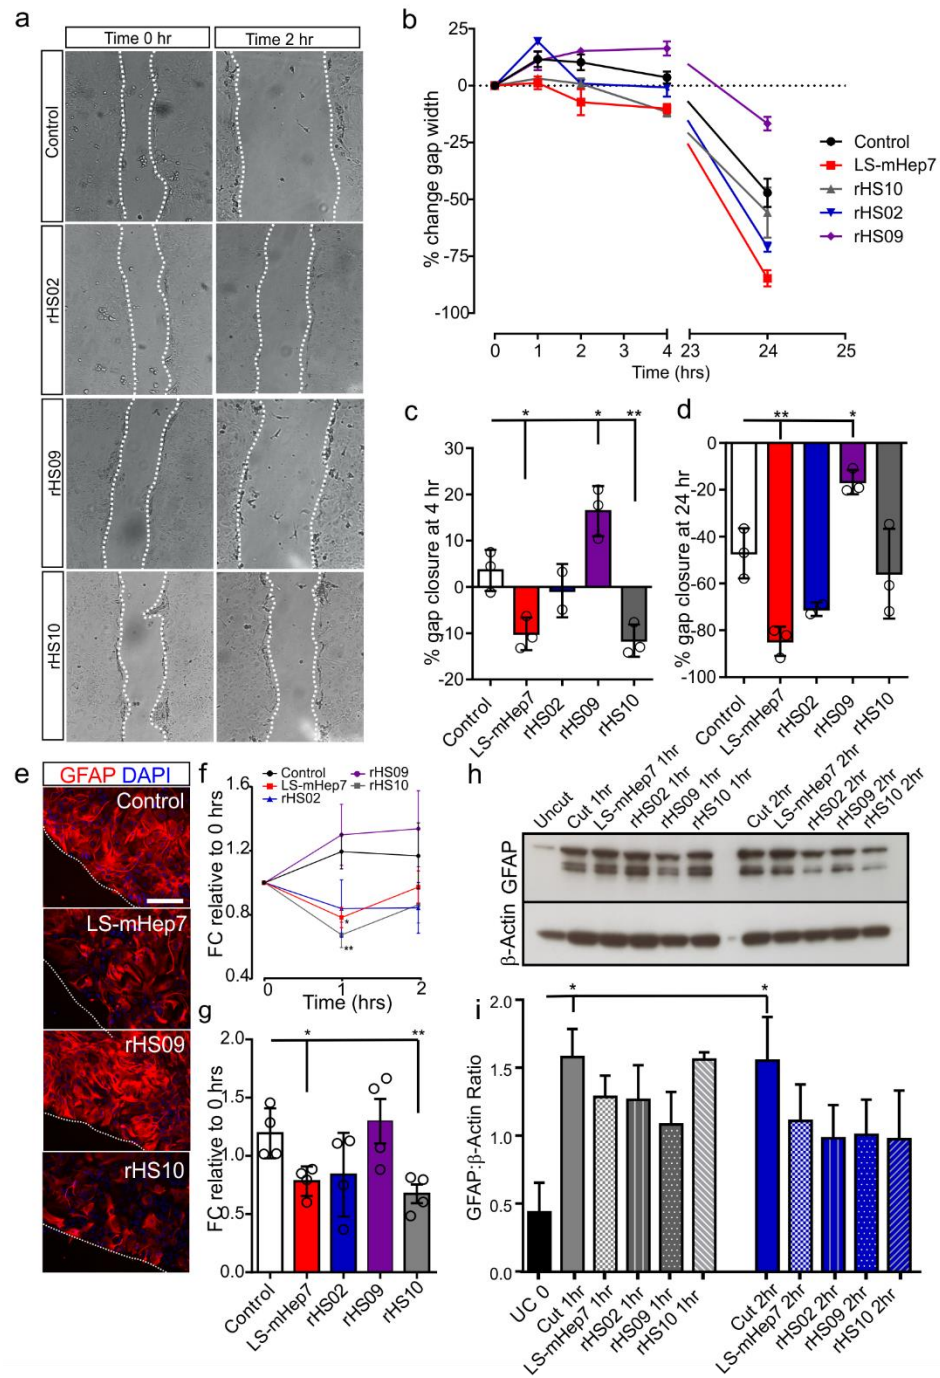 a
Time 0 hr
Time 2 hr
Control
rHS02
rHS09
rHS10
b
% change gap width
25
0
-25
-50
-75
-100
0
1
2
3
4
23
24
25
Time (hrs)
Control
LS-mHep7
rHS10
rHS02
rHS09
c
% gap closure at 4 hr
30
20
10
0
-10
-20
*
*
**
Control
LS-mHep7
rHS02
rHS09
rHS10
d
% gap closure at 24 hr
0
-20
-40
-60
-80
-100
**
*
Control
LS-mHep7
rHS02
rHS09
rHS10
e
GFAP DAPI
Control
LS-mHep7
rHS09
rHS10
f
FC relative to 0 hrs
1.6
1.2
0.8
0.4
Control
LS-mHep7
rHS02
rHS09
rHS10
*
**
0
1
2
Time (hrs)
g
FC relative to 0 hrs
2.0
1.5
1.0
0.5
0.0
*
**
Control
LS-mHep7
rHS02
rHS09
rHS10
h
Uncut
Cut 1hr
LS-mHep7 1hr
rHS02 1hr
rHS09 1hr
rHS10 1hr
Cut 2hr
LS-mHep7 2hr
rHS02 2hr
rHS09 2hr
rHS10 2hr
GFAP
β-Actin
i
GFAP:β-Actin Ratio
2.0
1.5
1.0
0.5
0.0
*
*
UC 0
Cut 1hr
LS-mHep7 1hr
rHS02 1hr
rHS09 1hr
rHS10 1hr
Cut 2hr
LS-mHep7 2hr
rHS02 2hr
rHS09 2hr
rHS10 2hr